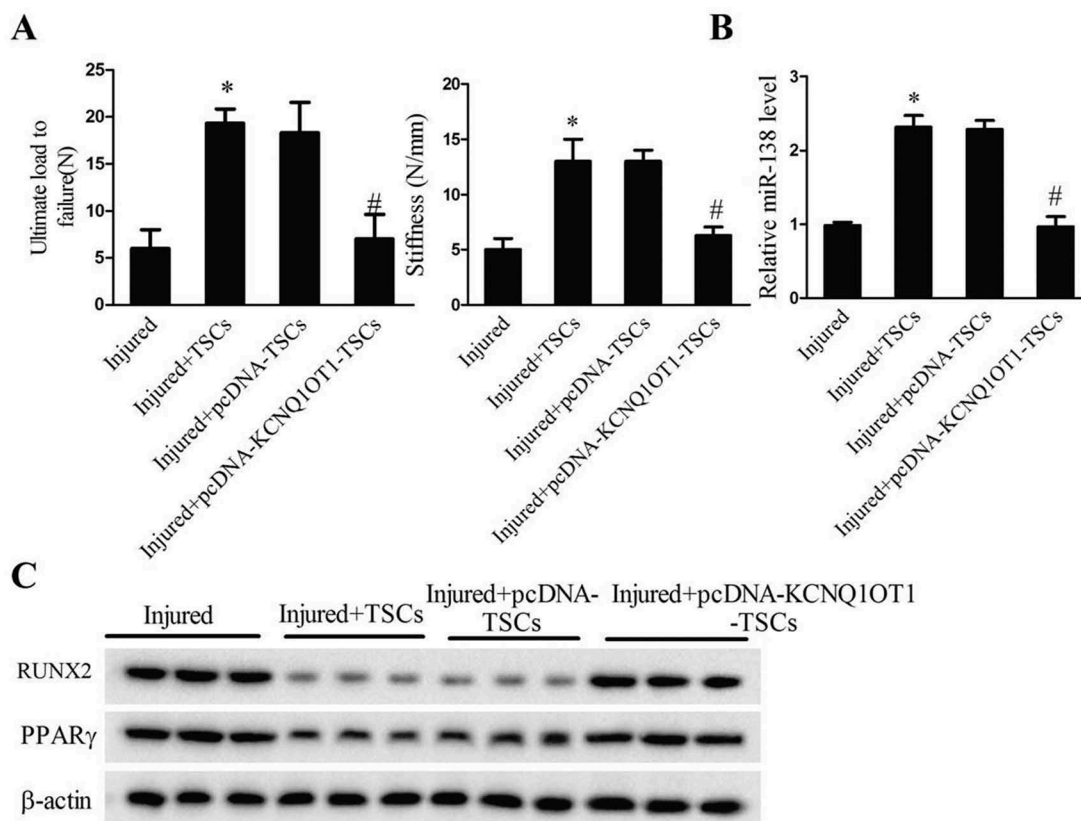 A
B
Ultimate load to
failure(N)
25
20
15
10
5
0
*
#
Injured
Injured+TSCs
Injured+pcDNA-TSCs
Injured+pcDNA-KCNQ1OT1-TSCs
Stiffness (N/mm)
20
15
10
5
0
*
#
Injured
Injured+TSCs
Injured+pcDNA-TSCs
Injured+pcDNA-KCNQ1OT1-TSCs
Relative miR-138 level
3
2
1
0
*
#
Injured
Injured+TSCs
Injured+pcDNA-TSCs
Injured+pcDNA-KCNQ1OT1-TSCs
C
Injured
Injured+TSCs
Injured+pcDNA-
TSCs
Injured+pcDNA-KCNQ1OT1
-TSCs
RUNX2
PPARγ
β-actin